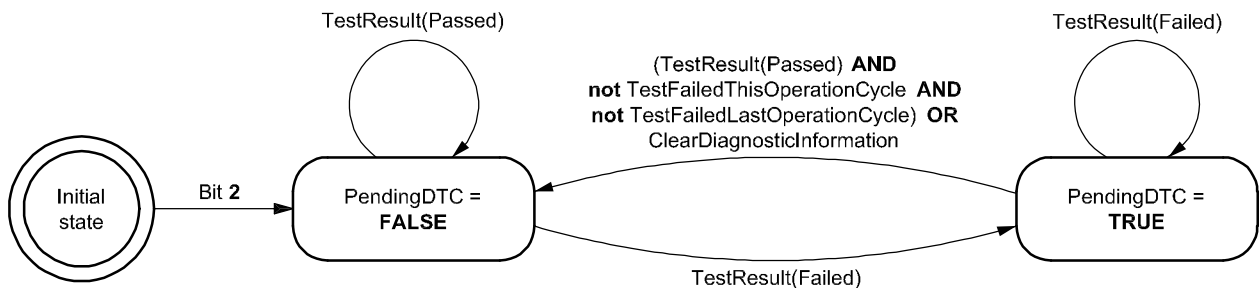 TestResult(Passed)
TestResult(Failed)
(TestResult(Passed) AND
not TestFailedThisOperationCycle AND
not TestFailedLastOperationCycle) OR
ClearDiagnosticInformation
Initial
state
Bit 2
PendingDTC =
FALSE
PendingDTC =
TRUE
TestResult(Failed)